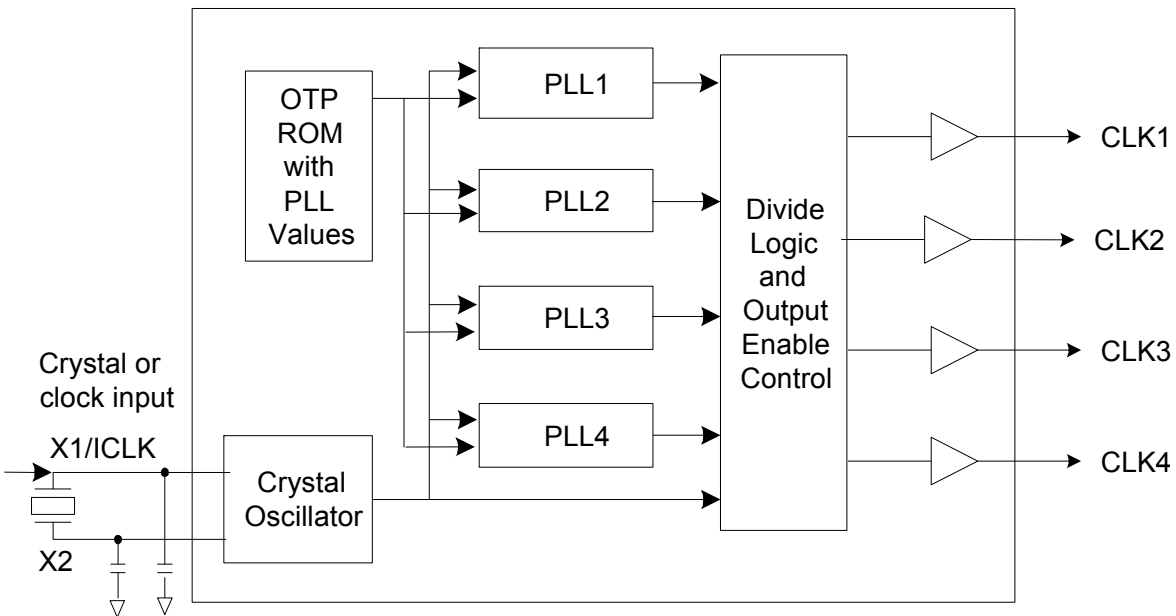 OTP
ROM
with
PLL
Values
PLL1
PLL2
PLL3
PLL4
Divide
Logic
and
Output
Enable
Control
CLK1
CLK2
CLK3
CLK4
Crystal or
clock input
X1/ICLK
X2
Crystal
Oscillator